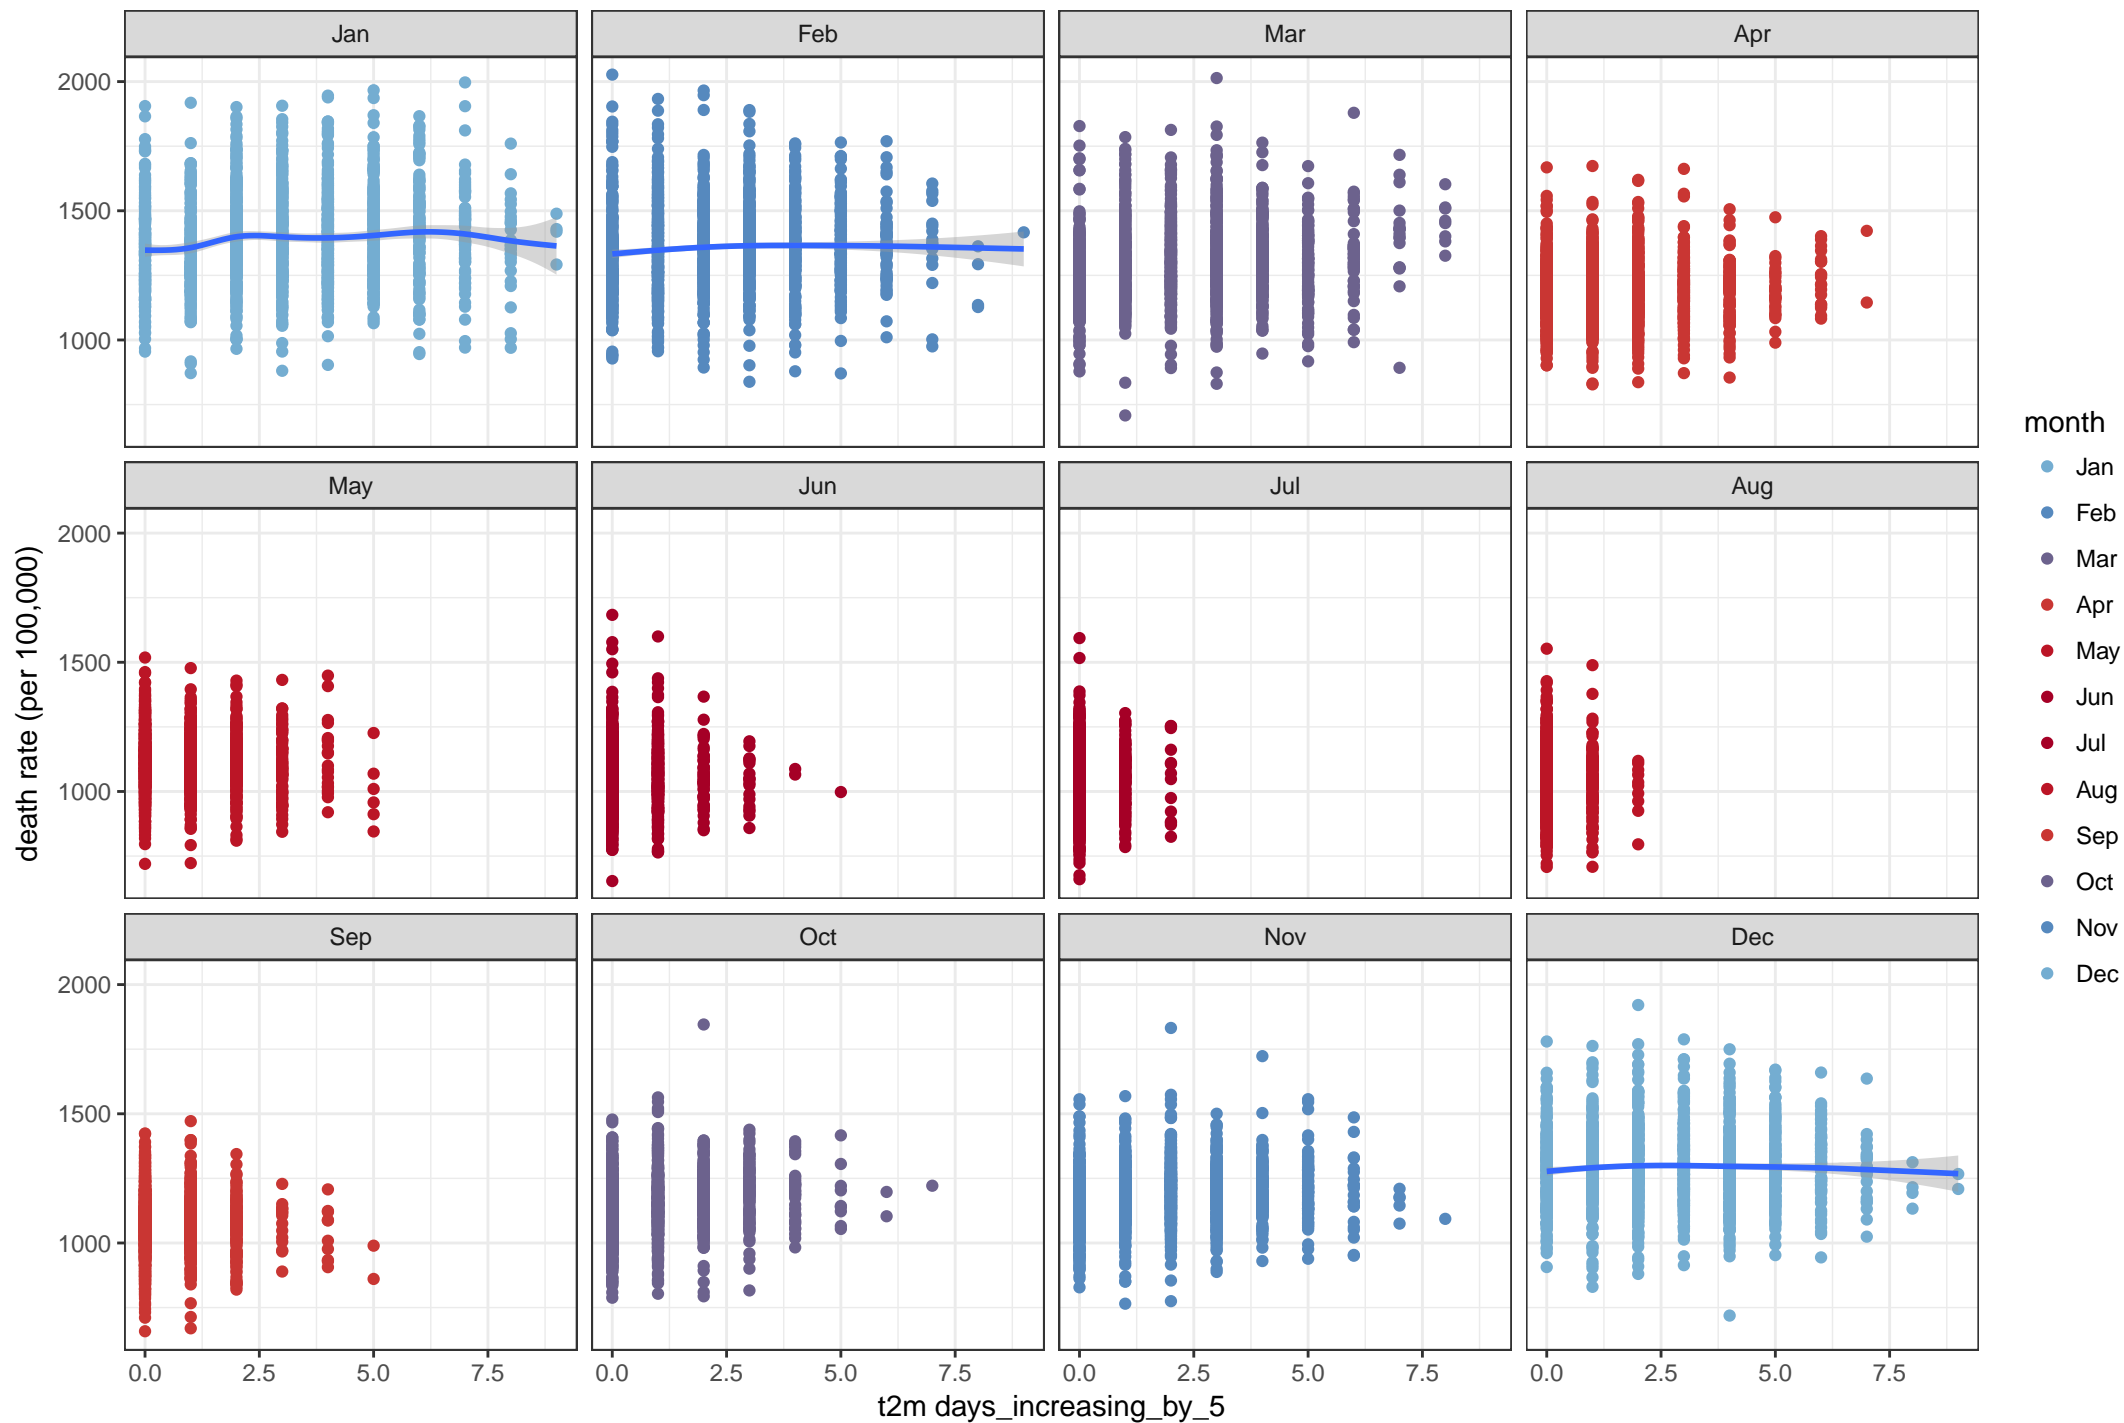 Jan Feb Mar Apr
2000
1500
1000
May Jun Jul Aug
2000
1500
1000
Sep Oct Nov Dec
2000
1500
1000
0.0 2.5 5.0 7.5 0.0 2.5 5.0 7.5 0.0 2.5 5.0 7.5 0.0 2.5 5.0 7.5
t2m days_increasing_by_5
death rate (per 100,000)
month
Jan
Feb
Mar
Apr
May
Jun
Jul
Aug
Sep
Oct
Nov
Dec